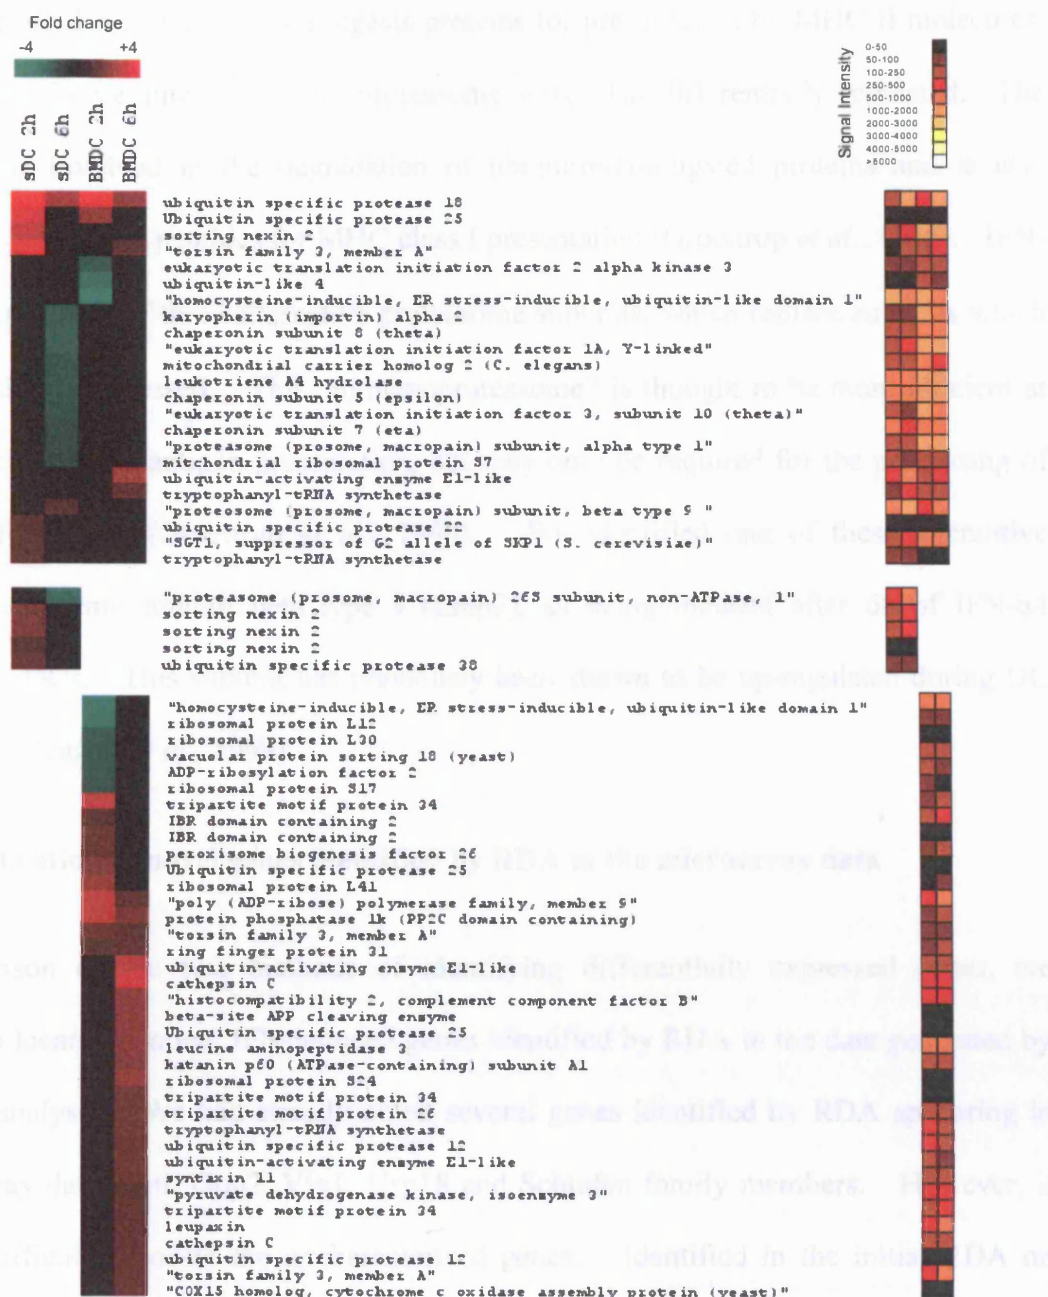 Fold change
-4 +4
sDC 2h
sDC 6h
BMDC 2h
BMDC 6h
Signal Intensity
0-50
50-100
100-250
250-500
500-1000
1000-2000
2000-3000
3000-4000
4000-5000
>5000
ubiquitin specific protease 18
Ubiquitin specific protease 25
sorting nexin 2
"torsin family 3, member A"
eukaryotic translation initiation factor 2 alpha kinase 3
ubiquitin-like 4
"homocysteine-inducible, ER stress-inducible, ubiquitin-like domain 1"
karyopherin (importin) alpha 3
chaperonin subunit 8 (theta)
"eukaryotic translation initiation factor 1A, Y-linked"
mitochondrial carrier homolog 2 (C. elegans)
leukotriene A4 hydrolase
chaperonin subunit 5 (epsilon)
"eukaryotic translation initiation factor 3, subunit 10 (theta)"
chaperonin subunit 7 (eta)
"proteasome (prosome, macropain) subunit, alpha type 1"
mitochondrial ribosomal protein S7
ubiquitin-activating enzyme E1-like
tryptophanyl-tRNA synthetase
"proteosome (prosome, macropain) subunit, beta type 9 "
ubiquitin specific protease 22
"SGT1, suppressor of G2 allele of SKP1 (S. cerevisiae)"
tryptophanyl-tRNA synthetase
"proteasome (prosome, macropain) 26S subunit, non-ATPase, 1"
sorting nexin 2
sorting nexin 2
sorting nexin 2
ubiquitin specific protease 38
"homocysteine-inducible, ER stress-inducible, ubiquitin-like domain 1"
ribosomal protein L12
ribosomal protein L30
vacuolar protein sorting 18 (yeast)
ADP-ribosylation factor 2
ribosomal protein S17
tripartite motif protein 34
IBR domain containing 2
IBR domain containing 2
peroxisome biogenesis factor 26
Ubiquitin specific protease 25
ribosomal protein L41
"poly (ADP-ribose) polymerase family, member 9"
protein phosphatase 1k (PP2C domain containing)
"torsin family 3, member A"
ring finger protein 31
ubiquitin-activating enzyme E1-like
cathepsin C
"histocompatibility 2, complement component factor B"
beta-site APP cleaving enzyme
Ubiquitin specific protease 25
leucine aminopeptidase 3
katanin p60 (ATPase-containing) subunit A1
ribosomal protein S24
tripartite motif protein 34
tripartite motif protein 26
tryptophanyl-tRNA synthetase
ubiquitin specific protease 12
ubiquitin-activating enzyme E1-like
syntaxin 11
"pyruvate dehydrogenase kinase, isoenzyme 3"
tripartite motif protein 34
leupaxin
cathepsin C
ubiquitin specific protease 12
"torsin family 3, member A"
"COX15 homolog, cytochrome c oxidase assembly protein (yeast)"